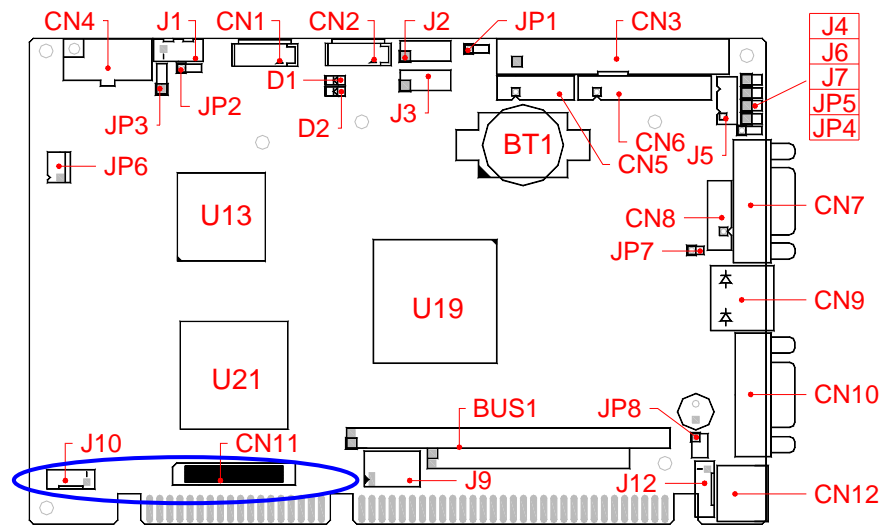 CN4 J1 CN1 CN2 J2 JP1 CN3 J4
J6
D1 J7
JP2 JP5
JP3 J3 JP4
D2
BT1 CN6 J5
JP6 CN5
U13 CN8 CN7
JP7
U19 CN9
U21 CN10
BUS1 JP8
J10 CN11
J9 J12 CN12